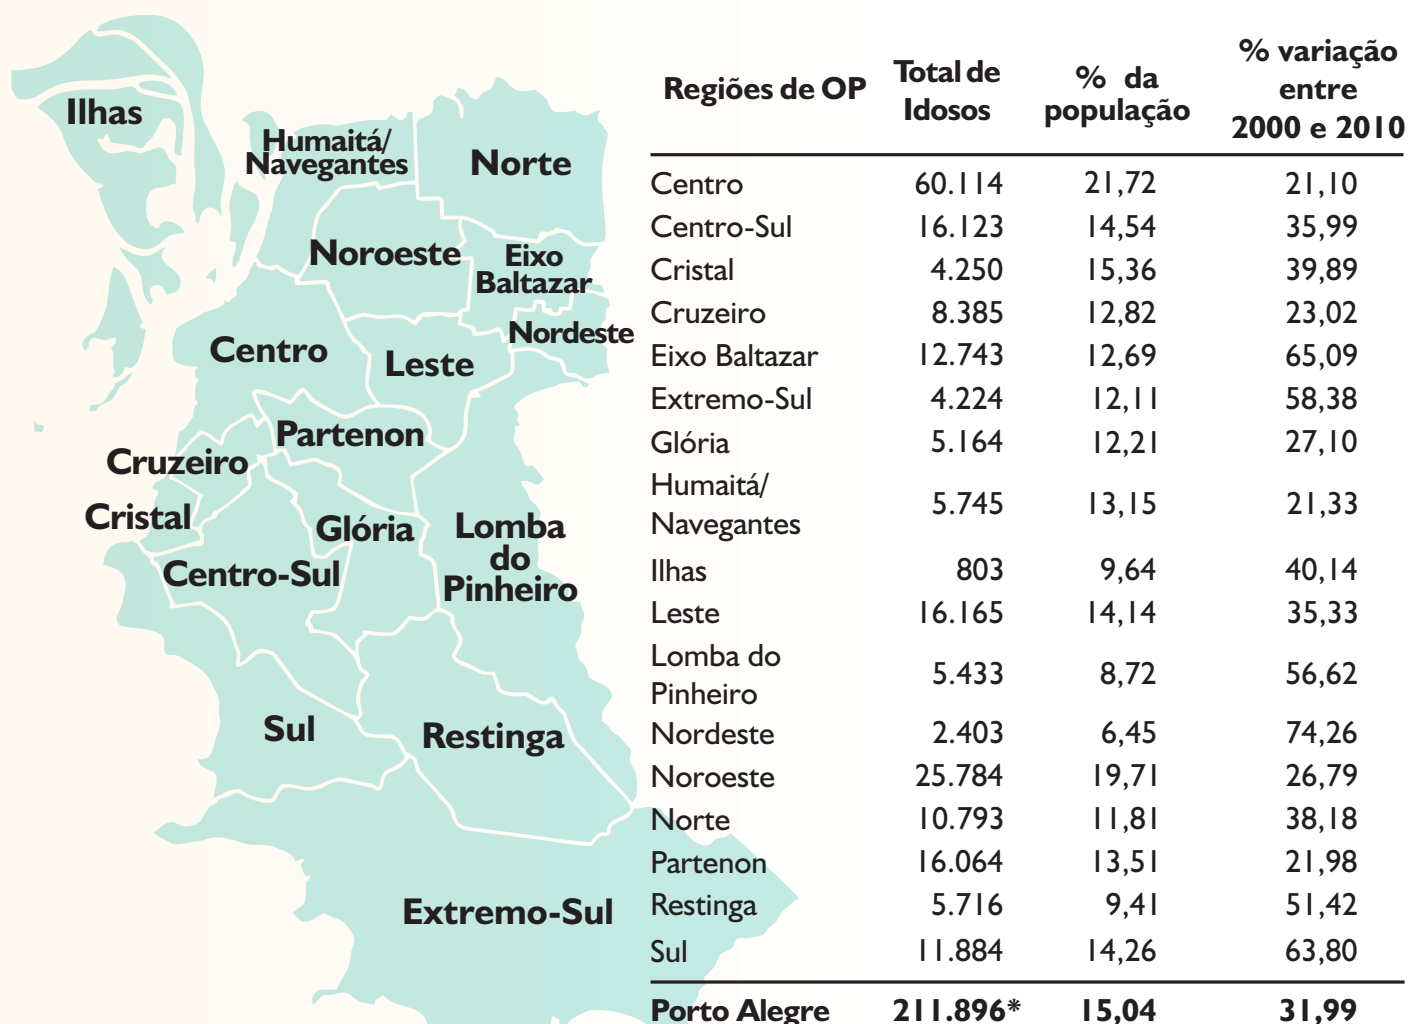 Ilhas
Humaitá/
Navegantes
Norte
Noroeste
Eixo
Baltazar
Nordeste
Centro
Leste
Partenon
Cruzeiro
Cristal
Glória
Lomba
do
Pinheiro
Centro-Sul
Sul
Restinga
Extremo-Sul
Regiões de OP Total de Idosos % da população % variação entre 2000 e 2010
Centro 60.114 21,72 21,10
Centro-Sul 16.123 14,54 35,99
Cristal 4.250 15,36 39,89
Cruzeiro 8.385 12,82 23,02
Eixo Baltazar 12.743 12,69 65,09
Extremo-Sul 4.224 12,11 58,38
Glória 5.164 12,21 27,10
Humaitá/
Navegantes 5.745 13,15 21,33
Ilhas 803 9,64 40,14
Leste 16.165 14,14 35,33
Lomba do
Pinheiro 5.433 8,72 56,62
Nordeste 2.403 6,45 74,26
Noroeste 25.784 19,71 26,79
Norte 10.793 11,81 38,18
Partenon 16.064 13,51 21,98
Restinga 5.716 9,41 51,42
Sul 11.884 14,26 63,80
Porto Alegre 211.896* 15,04 31,99